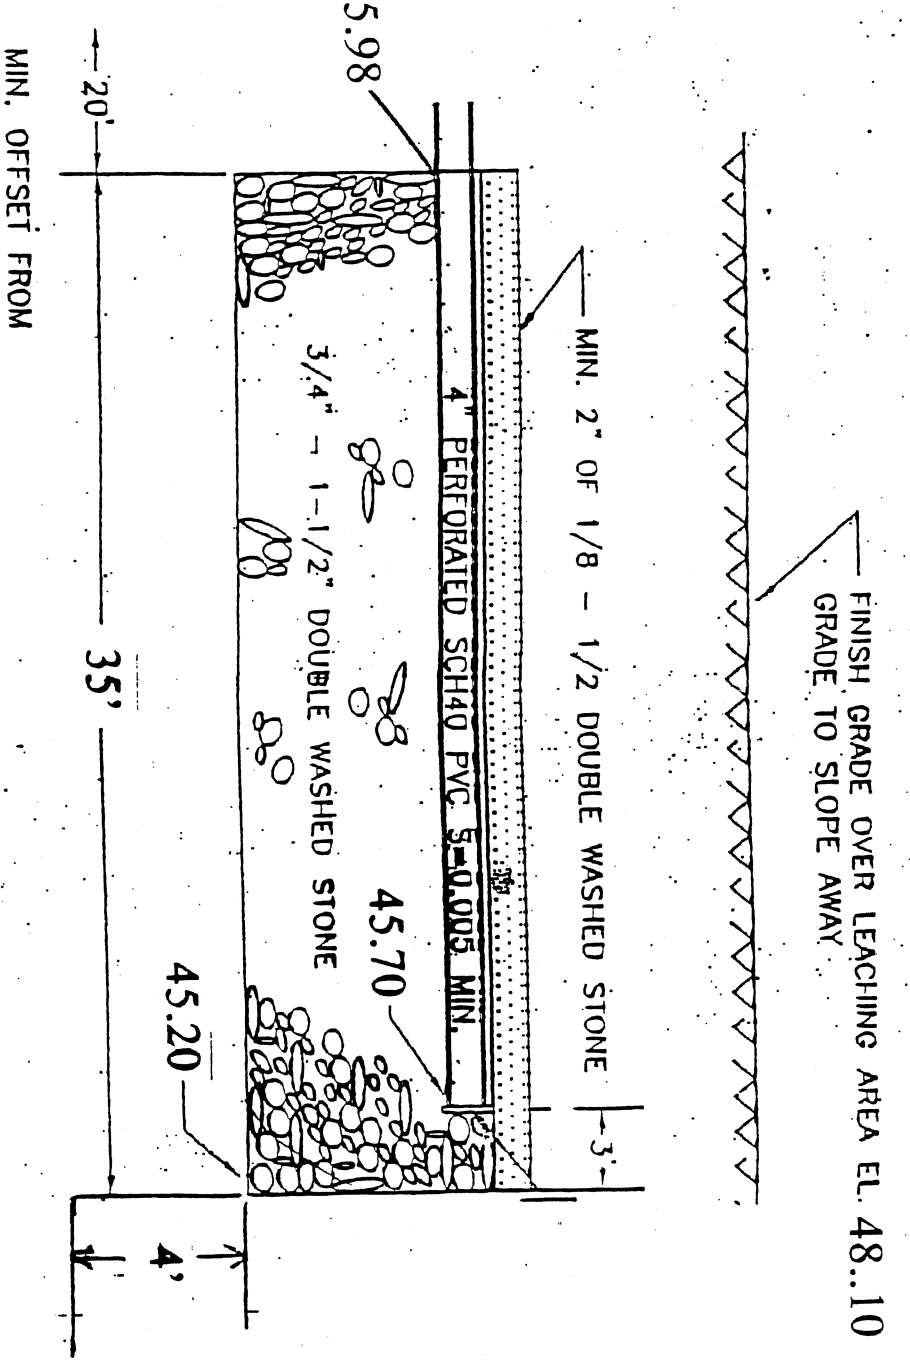 FINISH GRADE OVER LEACHING AREA EL. 48..10
GRADE TO SLOPE AWAY
MIN. 2" OF 1/8 - 1/2 DOUBLE WASHED STONE
3'
5.98
4" PERFORATED SCH40 PVC S=0.005 MIN.
45.70
3/4" - 1-1/2" DOUBLE WASHED STONE
45.20
20'
35'
4'
MIN. OFFSET FROM